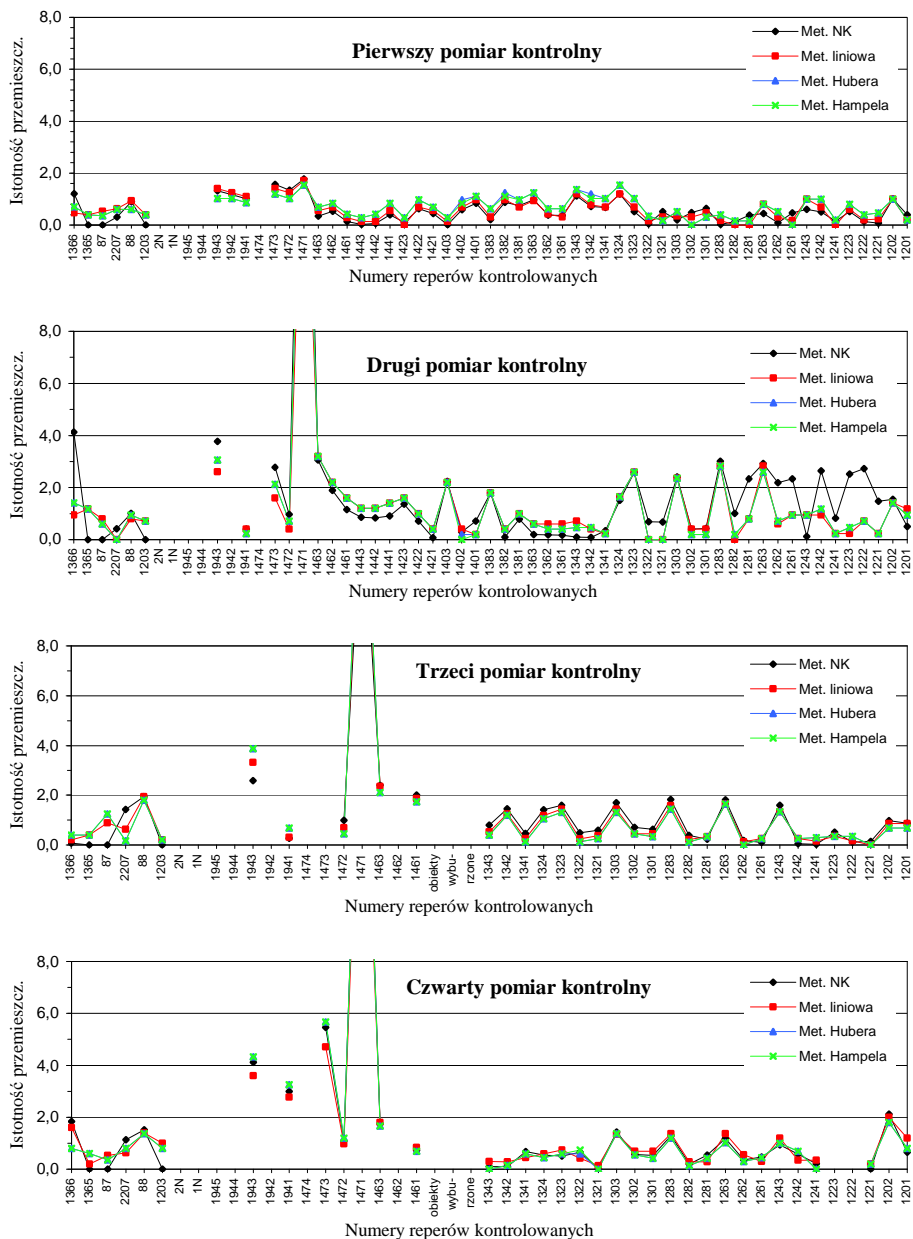 Pierwszy pomiar kontrolny
Istotność przemieszcz.
8,0
6,0
4,0
2,0
0,0
Met. NK
Met. liniowa
Met. Hubera
Met. Hampela
1366 1365 87 2207 88 1203 2N 1N 1945 1944 1943 1942 1941 1474 1473 1472 1471 1463 1462 1461 1444 1443 1442 1441 1423 1422 1421 1403 1402 1401 1383 1382 1381 1363 1362 1361 1343 1342 1341 1324 1323 1322 1321 1303 1302 1301 1283 1282 1281 1263 1262 1261 1243 1242 1241 1223 1222 1221 1202 1201
Numery reperów kontrolowanych
Drugi pomiar kontrolny
Istotność przemieszcz.
8,0
6,0
4,0
2,0
0,0
Met. NK
Met. liniowa
Met. Hubera
Met. Hampela
1366 1365 87 2207 88 1203 2N 1N 1945 1944 1943 1942 1941 1474 1473 1472 1471 1463 1462 1461 1444 1443 1442 1441 1423 1422 1421 1403 1402 1401 1383 1382 1381 1363 1362 1361 1343 1342 1341 1324 1323 1322 1321 1303 1302 1301 1283 1282 1281 1263 1262 1261 1243 1242 1241 1223 1222 1221 1202 1201
Numery reperów kontrolowanych
Trzeci pomiar kontrolny
Istotność przemieszcz.
8,0
6,0
4,0
2,0
0,0
Met. NK
Met. liniowa
Met. Hubera
Met. Hampela
1366 1365 87 2207 88 1203 2N 1N 1945 1944 1943 1942 1941 1474 1473 1472 1471 1463 1462 1461 obiekty wybu- rzone 1343 1342 1341 1324 1323 1322 1321 1303 1302 1301 1283 1282 1281 1263 1262 1261 1243 1242 1241 1223 1222 1221 1202 1201
Numery reperów kontrolowanych
Czwarty pomiar kontrolny
Istotność przemieszcz.
8,0
6,0
4,0
2,0
0,0
Met. NK
Met. liniowa
Met. Hubera
Met. Hampela
1366 1365 87 2207 88 1203 2N 1N 1945 1944 1943 1942 1941 1474 1473 1472 1471 1463 1462 1461 obiekty wybu- rzone 1343 1342 1341 1324 1323 1322 1321 1303 1302 1301 1283 1282 1281 1263 1262 1261 1243 1242 1241 1223 1222 1221 1202 1201
Numery reperów kontrolowanych